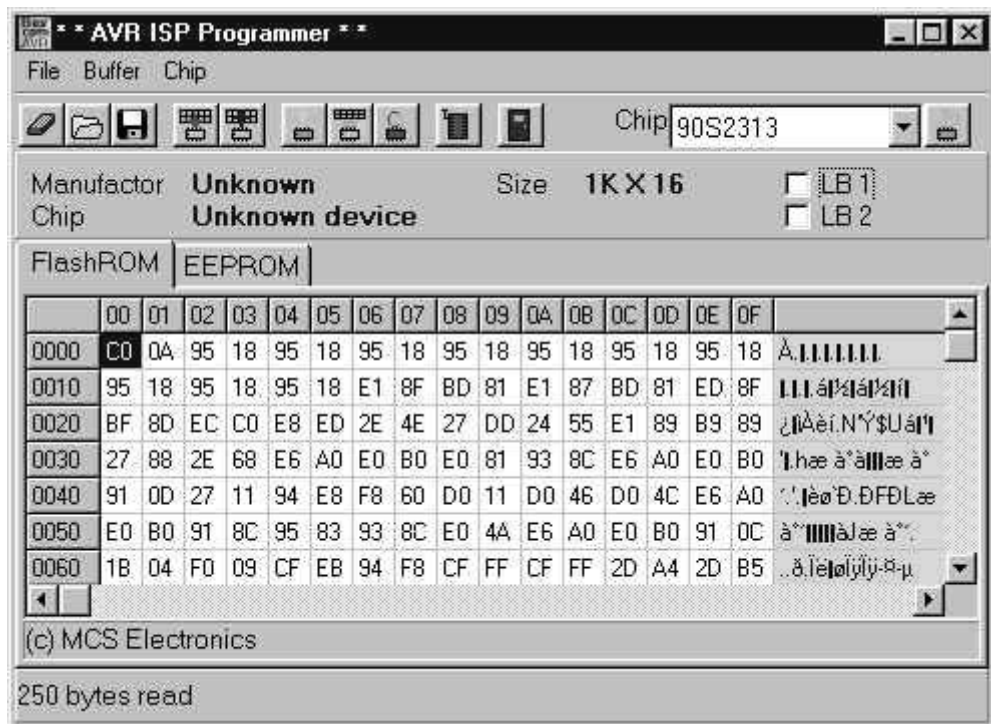 * * AVR ISP Programmer * *
File Buffer Chip
Chip 90S2313
Manufactor Unknown Size 1K X 16 LB 1
Chip Unknown device LB 2
FlashROM EEPROM
00 01 02 03 04 05 06 07 08 09 0A 0B 0C 0D 0E 0F
0000 C0 0A 95 18 95 18 95 18 95 18 95 18 95 18 95 18
0010 95 18 95 18 95 18 E1 8F BD 81 E1 87 BD 81 ED 8F
0020 BF 8D EC C0 E8 ED 2E 4E 27 DD 24 55 E1 89 B9 89
0030 27 88 2E 68 E6 A0 E0 B0 E0 81 93 8C E6 A0 E0 B0
0040 91 0D 27 11 94 E8 F8 60 D0 11 D0 46 D0 4C E6 A0
0050 E0 B0 91 8C 95 83 93 8C E0 4A E6 A0 E0 B0 91 0C
0060 1B 04 F0 09 CF EB 94 F8 CF FF CF FF 2D A4 2D B5
(c) MCS Electronics
250 bytes read